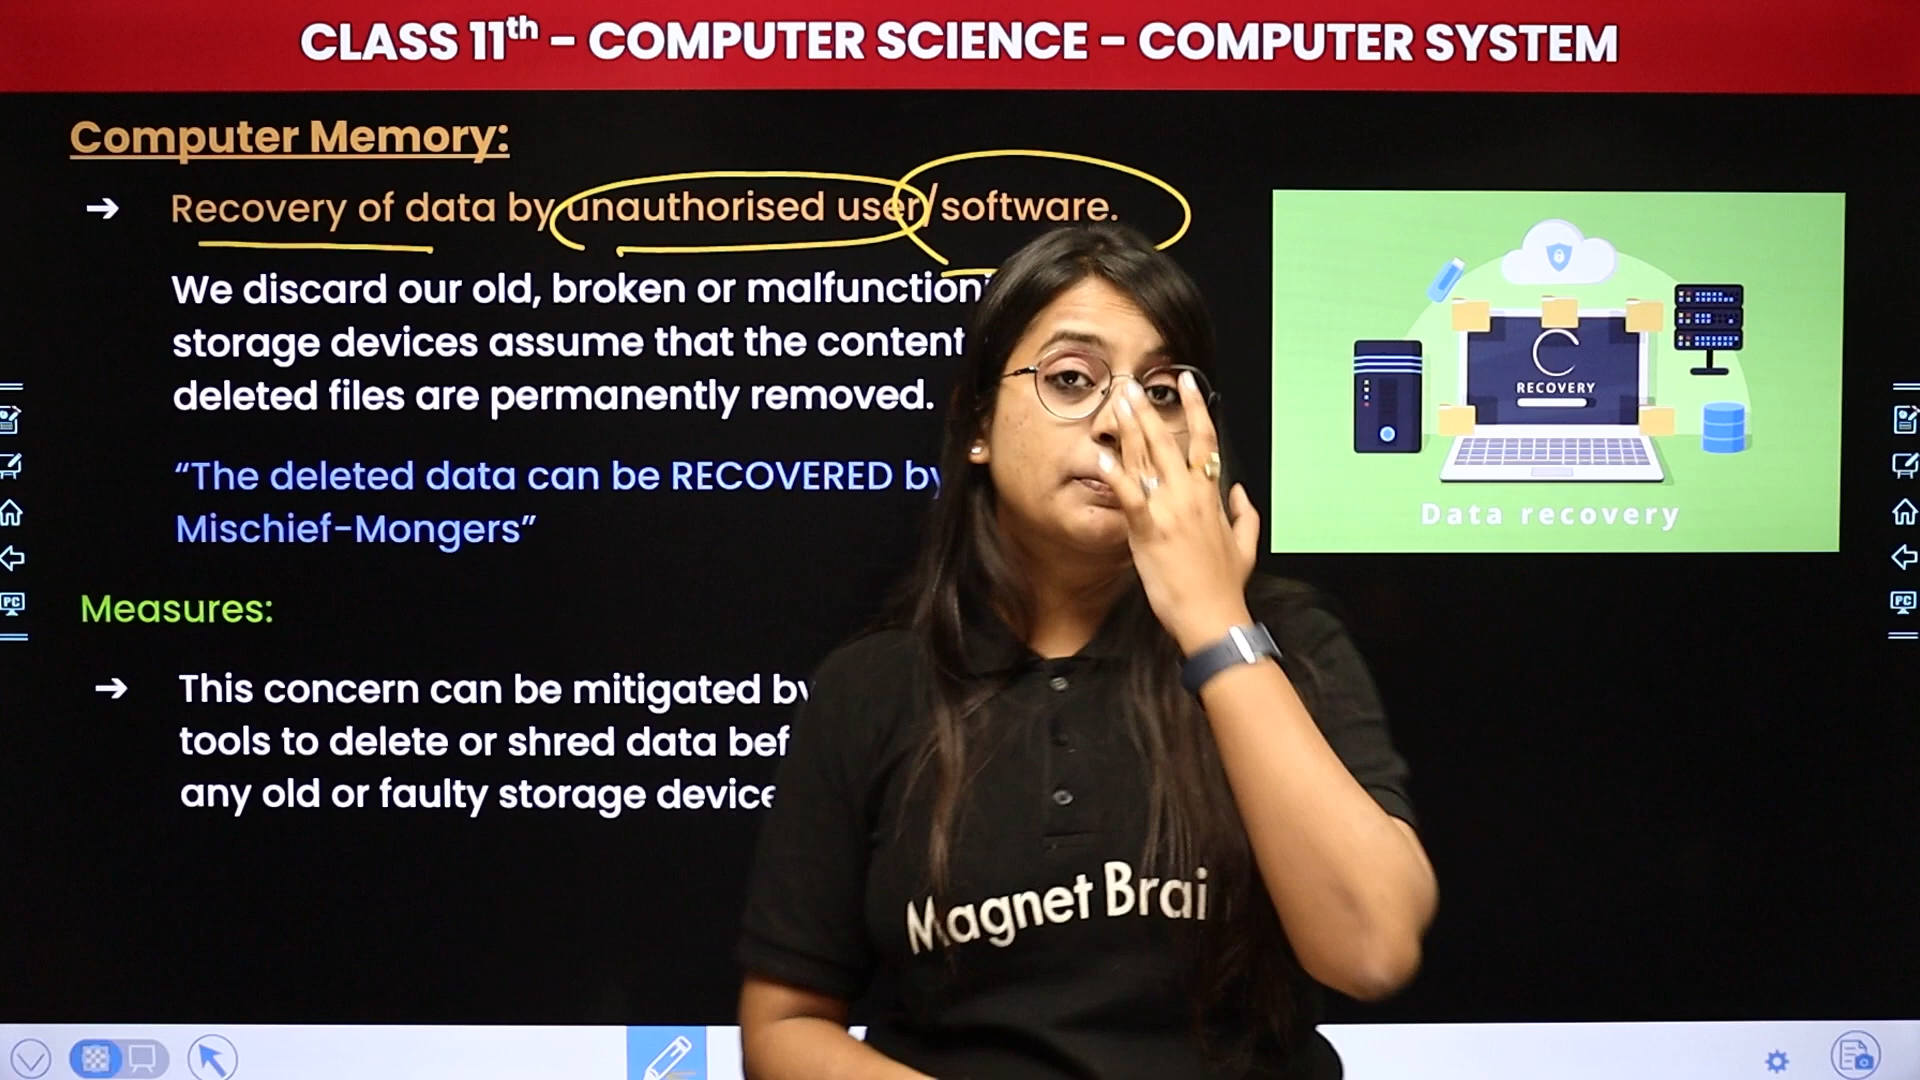 CLASS 11th - COMPUTER SCIENCE - COMPUTER SYSTEM
Computer Memory:
➔ Recovery of data by unauthorised user/software.
We discard our old, broken or malfunctioni
storage devices assume that the content
deleted files are permanently removed.
“The deleted data can be RECOVERED by
Mischief-Mongers”
Measures:
➔ This concern can be mitigated by
tools to delete or shred data bef
any old or faulty storage device
RECOVERY
Data recovery
PC
PC
Magnet Brai